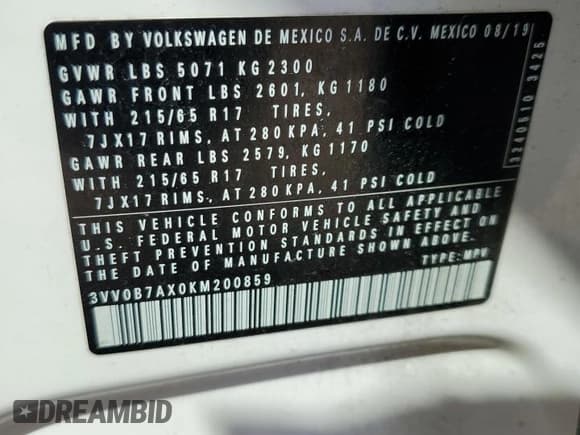 MFD BY VOLKSWAGEN DE MEXICO S.A. DE C.V. MEXICO 08/19
GVWR LBS 5071 KG 2300
GAWR FRONT LBS 2601, KG 1180
WITH 215/65 R17 TIRES,
7JX17 RIMS, AT 280 KPA, 41 PSI COLD
GAWR REAR LBS 2579, KG 1170
WITH 215/65 R17 TIRES,
7JX17 RIMS, AT 280 KPA, 41 PSI COLD
THIS VEHICLE CONFORMS TO ALL APPLICABLE
U.S. FEDERAL MOTOR VEHICLE SAFETY AND
THEFT PREVENTION STANDARDS IN EFFECT ON
THE DATE OF MANUFACTURE SHOWN ABOVE.
3VV0B7AX0KM200859
TYPE: MPV
3240510 3425
DREAMBID